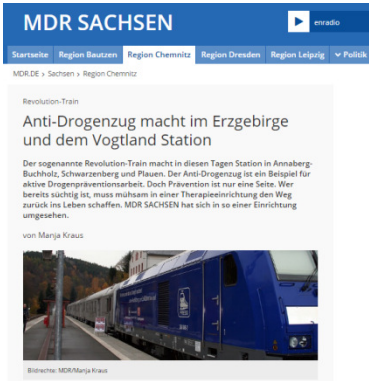 MDR SACHSEN
enradio
Startseite Region Bautzen Region Chemnitz Region Dresden Region Leipzig Politik
MDR.DE > Sachsen > Region Chemnitz
Revolution-Train
Anti-Drogenzug macht im Erzgebirge
und dem Vogtland Station
Der sogenannte Revolution-Train macht in diesen Tagen Station in Annaberg-
Buchholz, Schwarzenberg und Plauen. Der Anti-Drogenzug ist ein Beispiel für
aktive Drogenpräventionsarbeit. Doch Prävention ist nur eine Seite. Wer
bereits süchtig ist, muss mühsam in einer Therapieeinrichtung den Weg
zurück ins Leben schaffen. MDR SACHSEN hat sich in so einer Einrichtung
umgesehen.
von Manja Kraus
Bildrechte: MDR/Manja Kraus